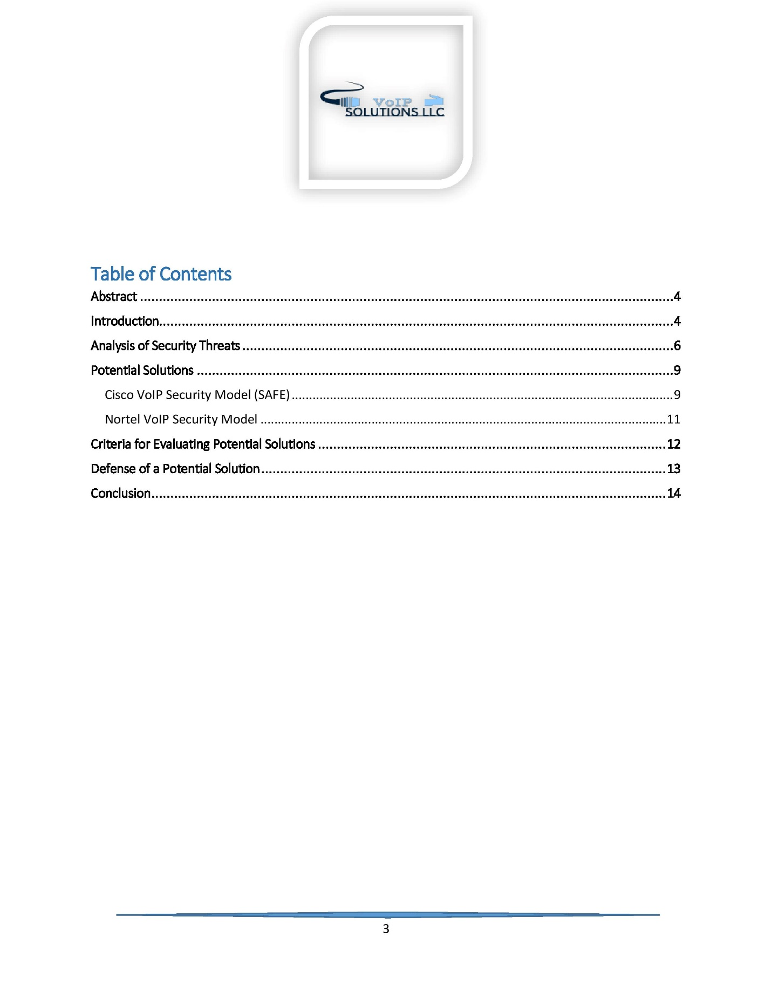 VoIP
SOLUTIONS LLC
Table of Contents
Abstract ........................................................................................................................................4
Introduction...................................................................................................................................4
Analysis of Security Threats ..............................................................................................................6
Potential Solutions ..........................................................................................................................9
Cisco VoIP Security Model (SAFE) ................................................................................................9
Nortel VoIP Security Model ......................................................................................................11
Criteria for Evaluating Potential Solutions ..........................................................................................12
Defense of a Potential Solution .........................................................................................................13
Conclusion....................................................................................................................................14
3